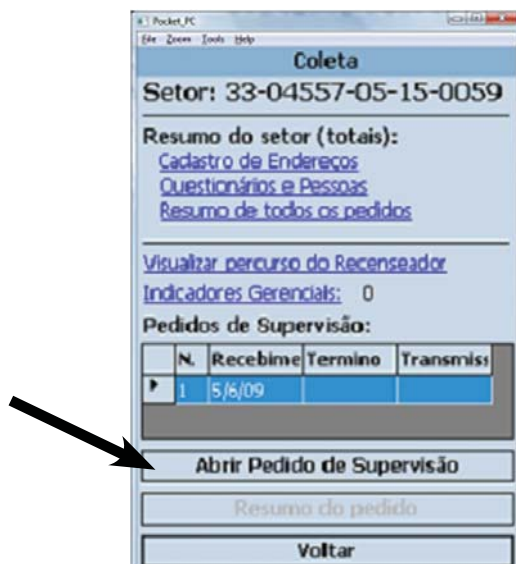 Pocket_PC
File Zoom Tools Help
Coleta
Setor: 33-04557-05-15-0059
Resumo do setor (totais):
Cadastro de Endereços
Questionários e Pessoas
Resumo de todos os pedidos
Visualizar percurso do Recenseador
Indicadores Gerenciais: 0
Pedidos de Supervisão:
N. Recebime Termino Transmiss
1 5/6/09
Abrir Pedido de Supervisão
Resumo do pedido
Voltar